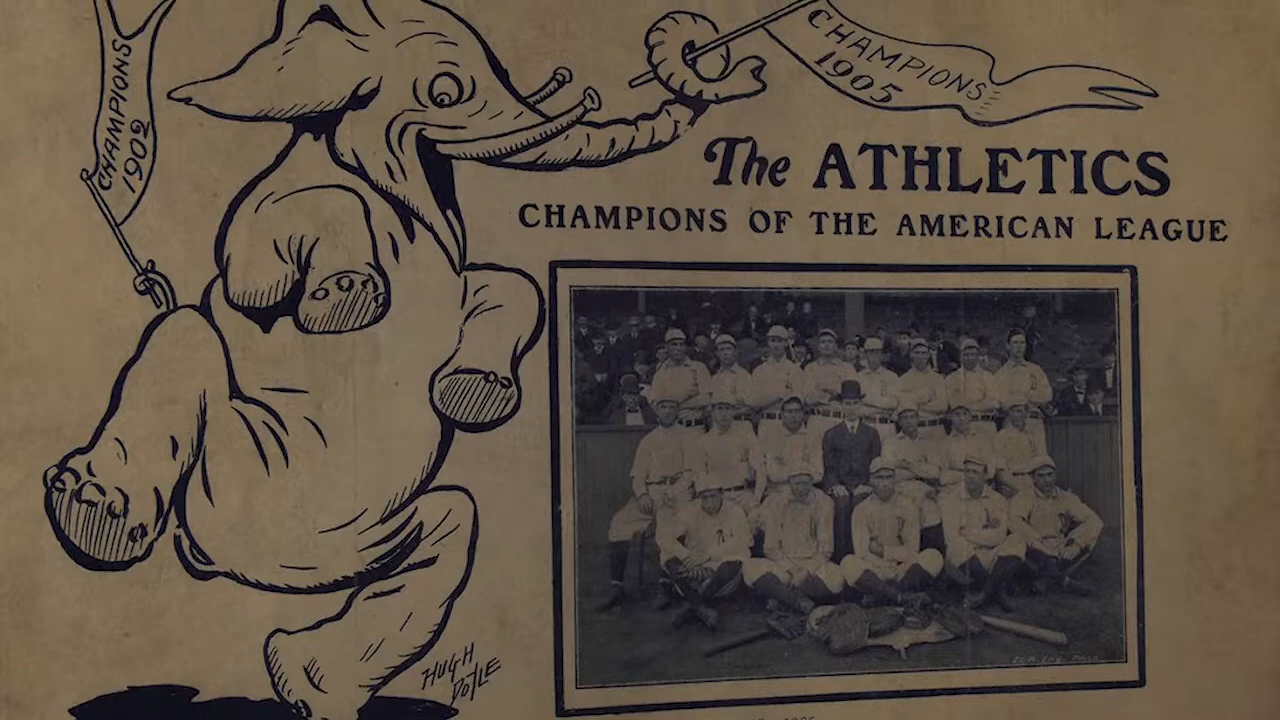 CHAMPIONS
1902
CHAMPIONS
1905
The ATHLETICS
CHAMPIONS OF THE AMERICAN LEAGUE
HUGH
DOYLE